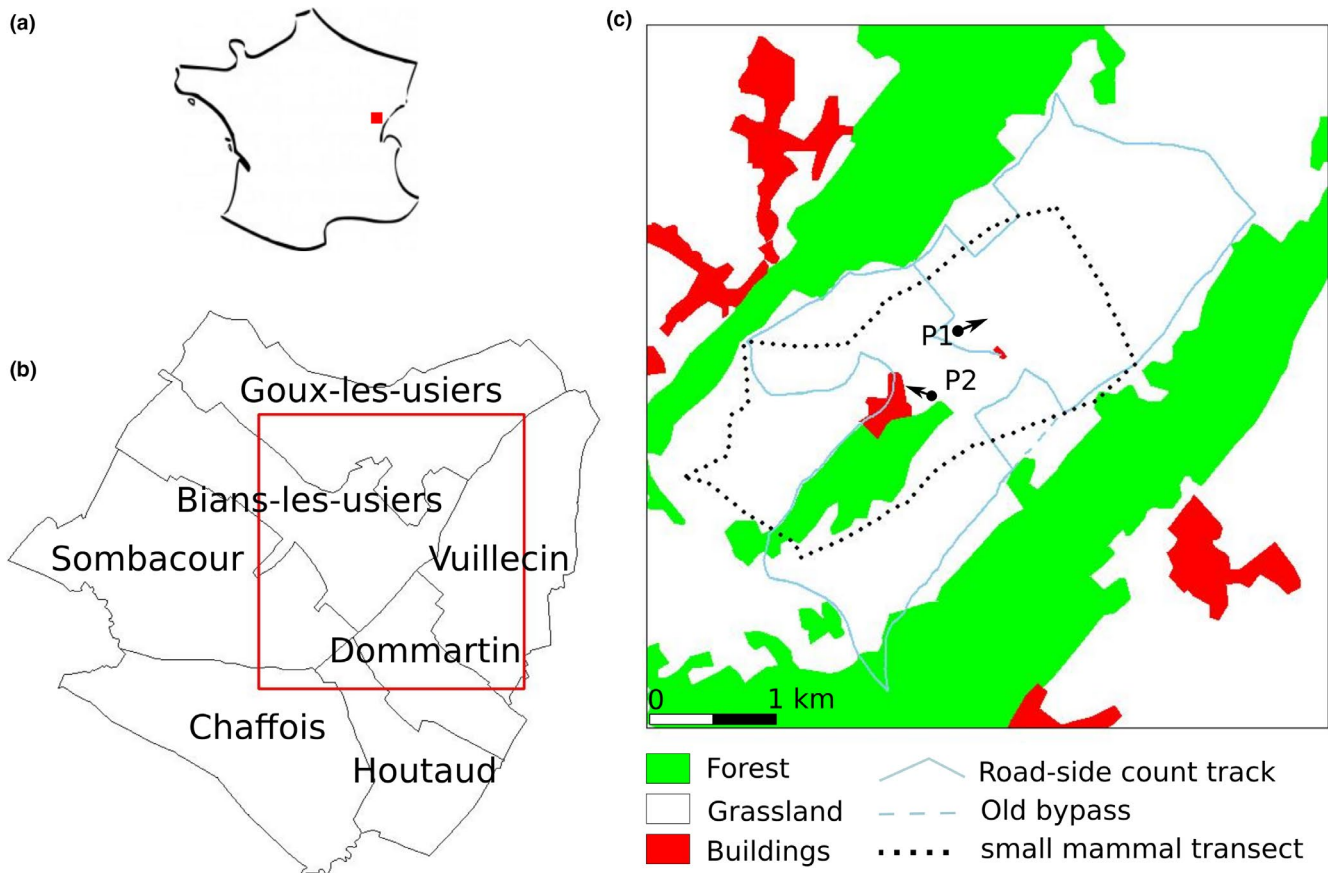 (a)
(b)
Goux-les-usiers
Bians-les-usiers
Sombacour
Vuillecin
Dommartin
Chaffois
Houtaud
(c)
P1
P2
0 1 km
Forest
Grassland
Buildings
Road-side count track
Old bypass
small mammal transect